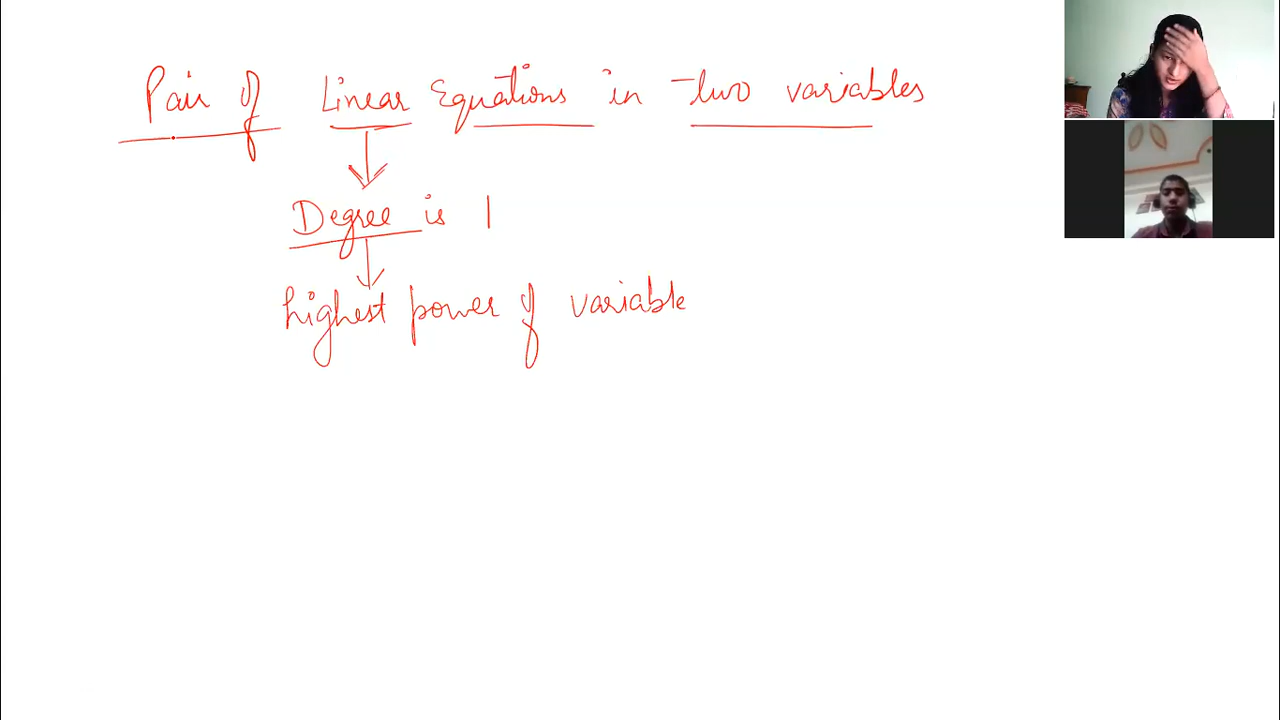 Pair of Linear Equations in two variables
Degree is 1
highest power of variable